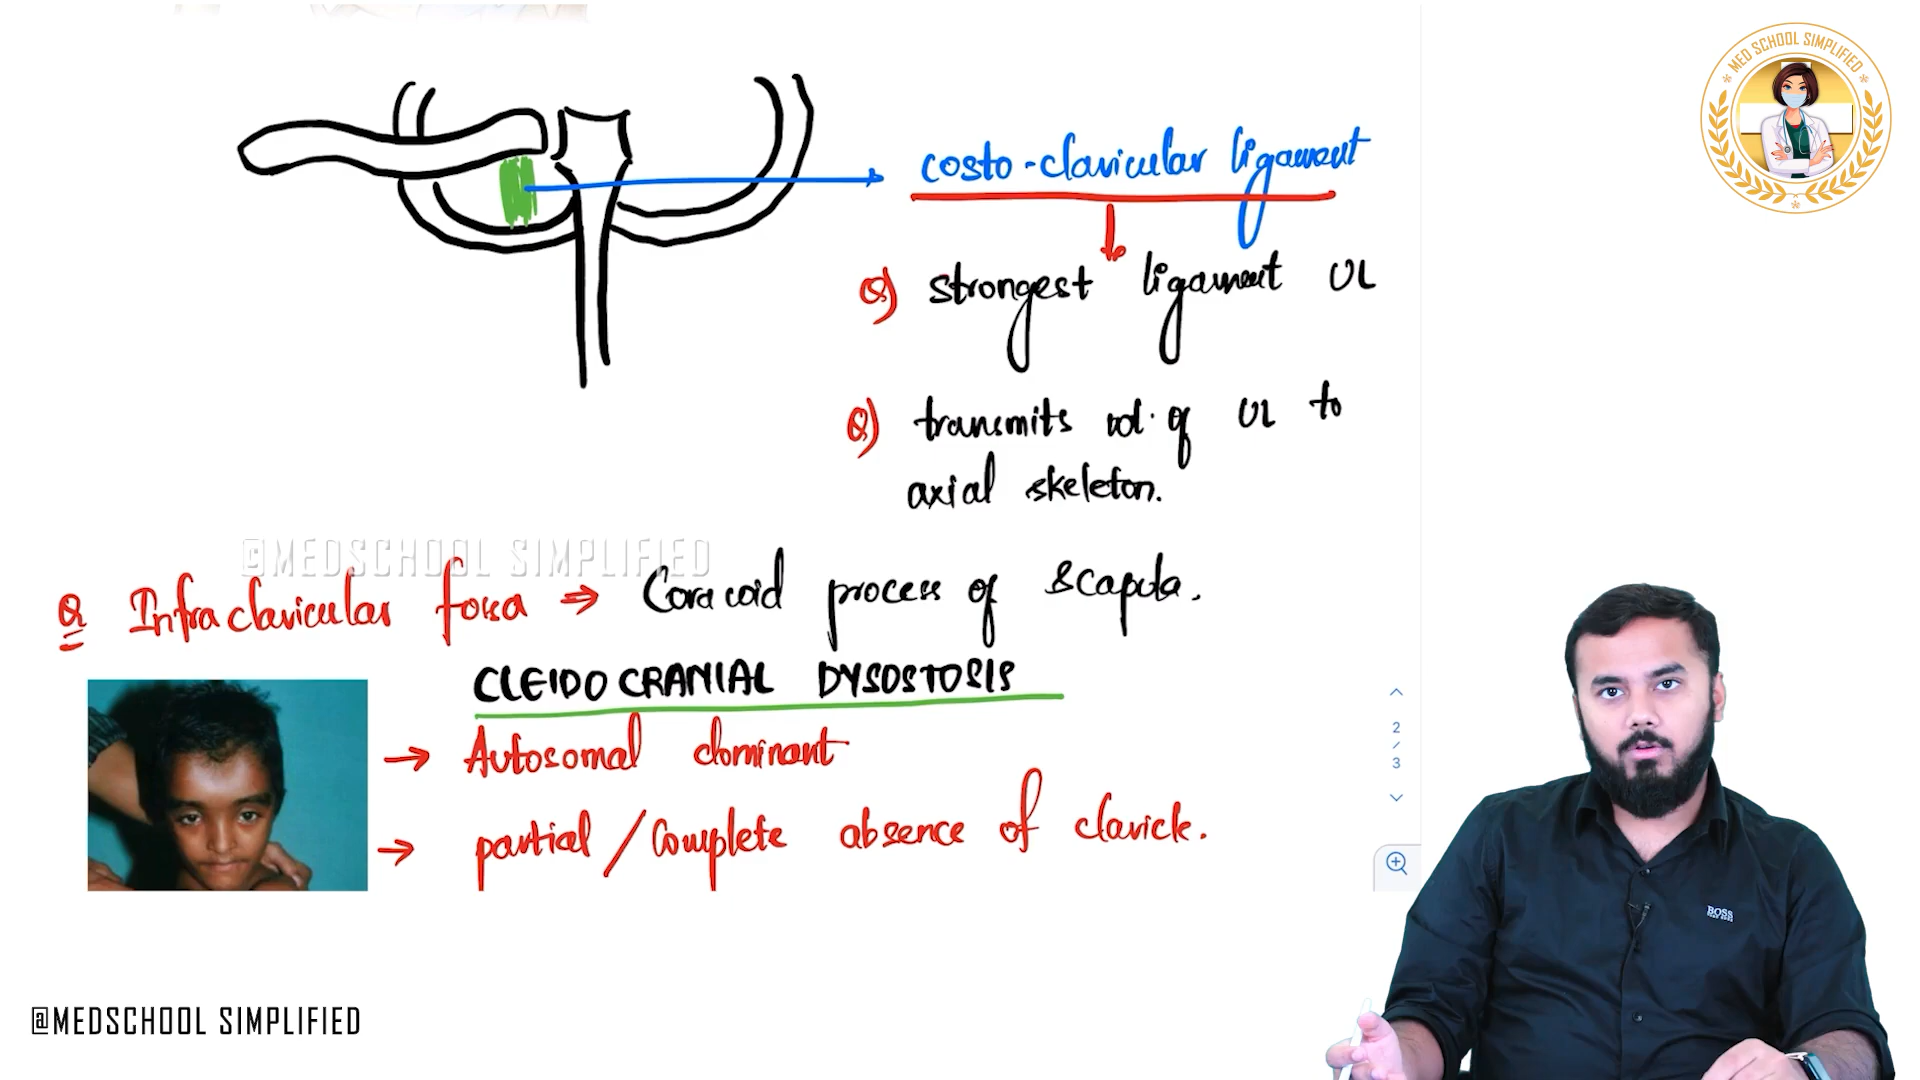 MED SCHOOL SIMPLIFIED
costo-clavicular ligament
Q) strongest ligament UL
Q) transmits wt. of UL to
axial skeleton.
@MEDSCHOOL SIMPLIFIED
Q Infraclavicular fossa → Coracoid process of scapula.
CLEIDOCRANIAL DYSOSTOSIS
→ Autosomal dominant
→ partial / Complete absence of clavicle.
2
/
3
BOSS
@MEDSCHOOL SIMPLIFIED